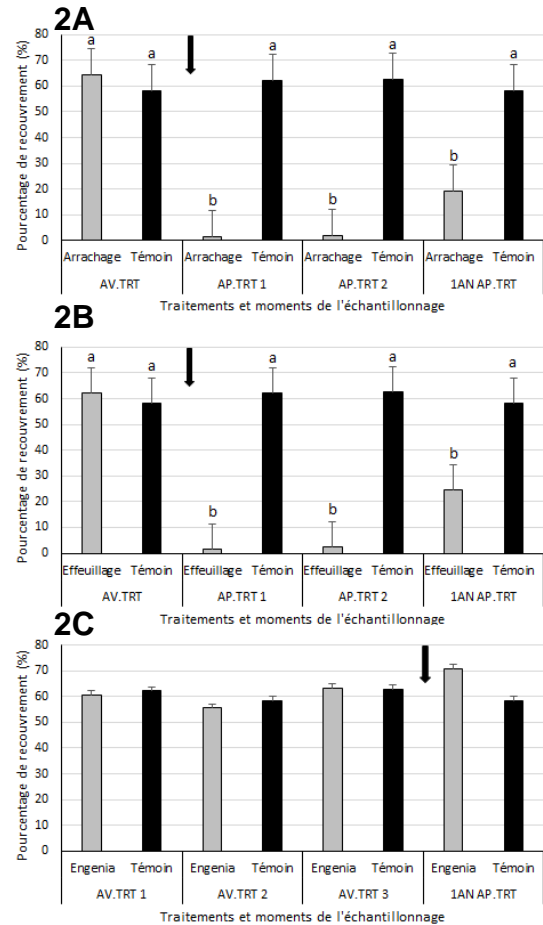 2A
Pourcentage de recouvrement (%)
80
70
60
50
40
30
20
10
0
a a a a a
b b b
Arrachage Témoin Arrachage Témoin Arrachage Témoin Arrachage Témoin
AV.TRT AP.TRT 1 AP.TRT 2 1AN AP.TRT
Traitements et moments de l'échantillonnage
2B
Pourcentage de recouvrement (%)
80
70
60
50
40
30
20
10
0
a a a a a
b b b
Effeuillage Témoin Effeuillage Témoin Effeuillage Témoin Effeuillage Témoin
AV.TRT AP.TRT 1 AP.TRT 2 1AN AP.TRT
Traitements et moments de l'échantillonnage
2C
Pourcentage de recouvrement (%)
80
70
60
50
40
30
20
10
0
Engenia Témoin Engenia Témoin Engenia Témoin Engenia Témoin
AV.TRT 1 AV.TRT 2 AV.TRT 3 1AN AP.TRT
Traitements et moments de l'échantillonnage